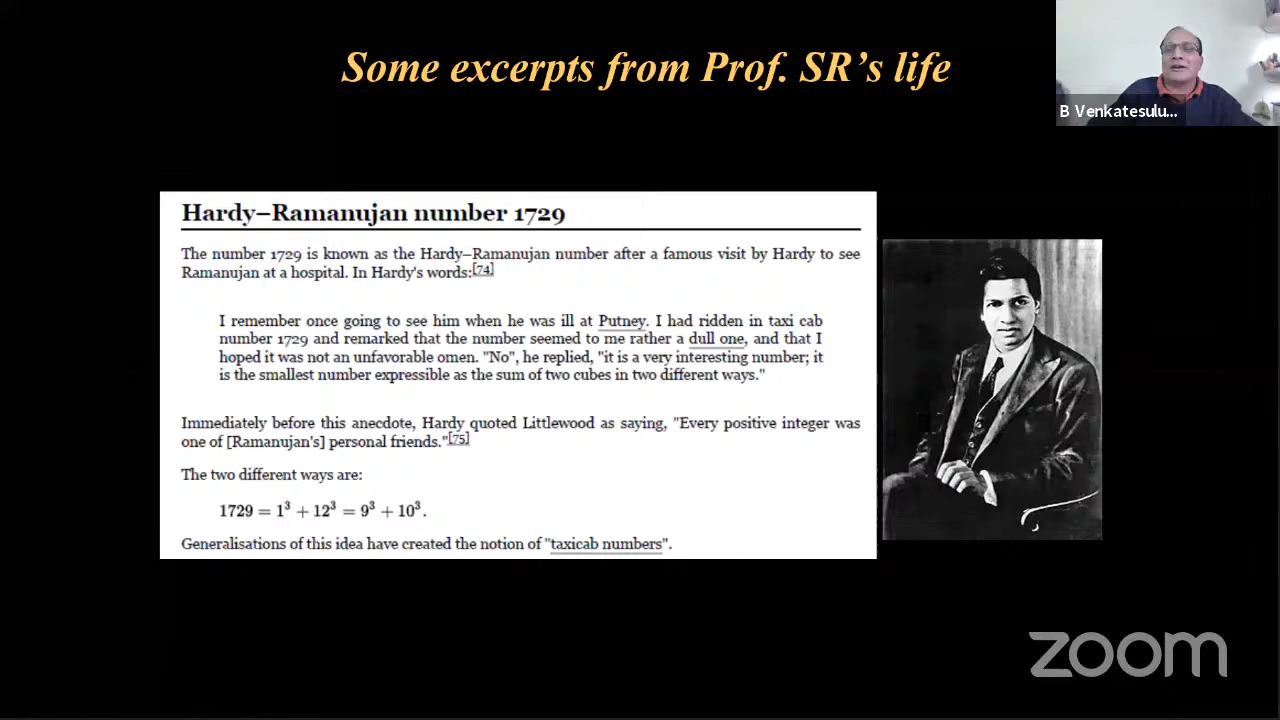 Some excerpts from Prof. SR’s life
B Venkatesulu...
Hardy–Ramanujan number 1729
The number 1729 is known as the Hardy–Ramanujan number after a famous visit by Hardy to see
Ramanujan at a hospital. In Hardy's words:[74]
I remember once going to see him when he was ill at Putney. I had ridden in taxi cab
number 1729 and remarked that the number seemed to me rather a dull one, and that I
hoped it was not an unfavorable omen. "No", he replied, "it is a very interesting number; it
is the smallest number expressible as the sum of two cubes in two different ways."
Immediately before this anecdote, Hardy quoted Littlewood as saying, "Every positive integer was
one of [Ramanujan's] personal friends."[75]
The two different ways are:
1729 = 1³ + 12³ = 9³ + 10³.
Generalisations of this idea have created the notion of "taxicab numbers".
zoom